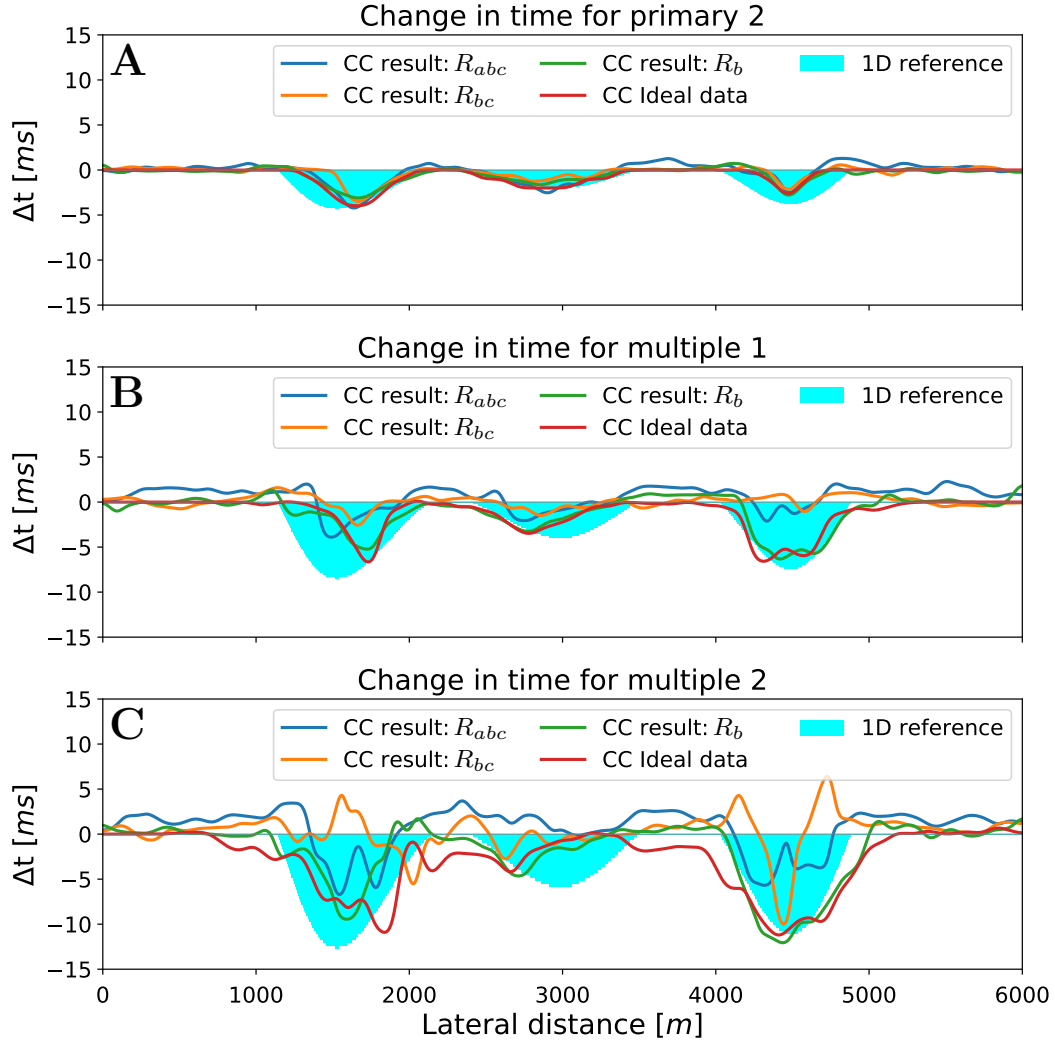 Change in time for primary 2
A
CC result: R_abc CC result: R_b 1D reference
CC result: R_bc CC Ideal data
15
10
5
0
−5
−10
−15
Δt [ms]
Change in time for multiple 1
B
CC result: R_abc CC result: R_b 1D reference
CC result: R_bc CC Ideal data
15
10
5
0
−5
−10
−15
Δt [ms]
Change in time for multiple 2
C
CC result: R_abc CC result: R_b 1D reference
CC result: R_bc CC Ideal data
15
10
5
0
−5
−10
−15
Δt [ms]
0 1000 2000 3000 4000 5000 6000
Lateral distance [m]